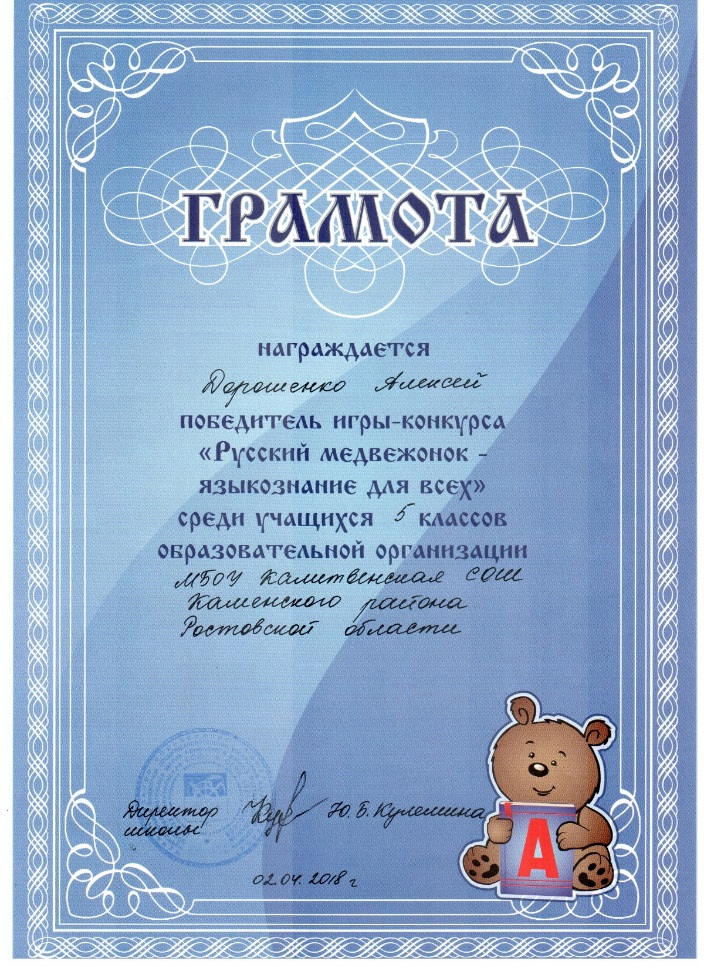 ГРАМОТА
награждается
Дорошенко Алексей
победитель игры-конкурса
«Русский медвежонок -
языкознание для всех»
среди учащихся 5 классов
образовательной организации
МБОУ Калитвенская СОШ
Каменского района
Ростовской области
Директор
школы
Ю.Б. Кулемина
02.04.2018 г
А